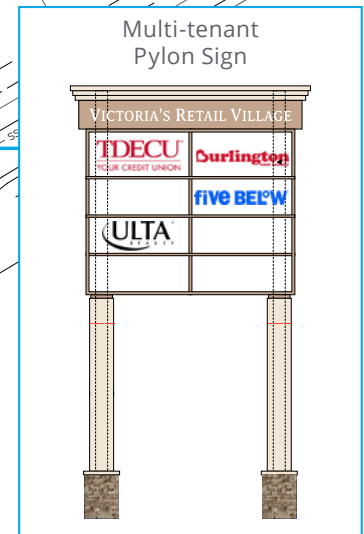 Multi-tenant
Pylon Sign
VICTORIA'S RETAIL VILLAGE
TDECU
YOUR CREDIT UNION
Burlington
five BELOW
ULTA
BEAUTY